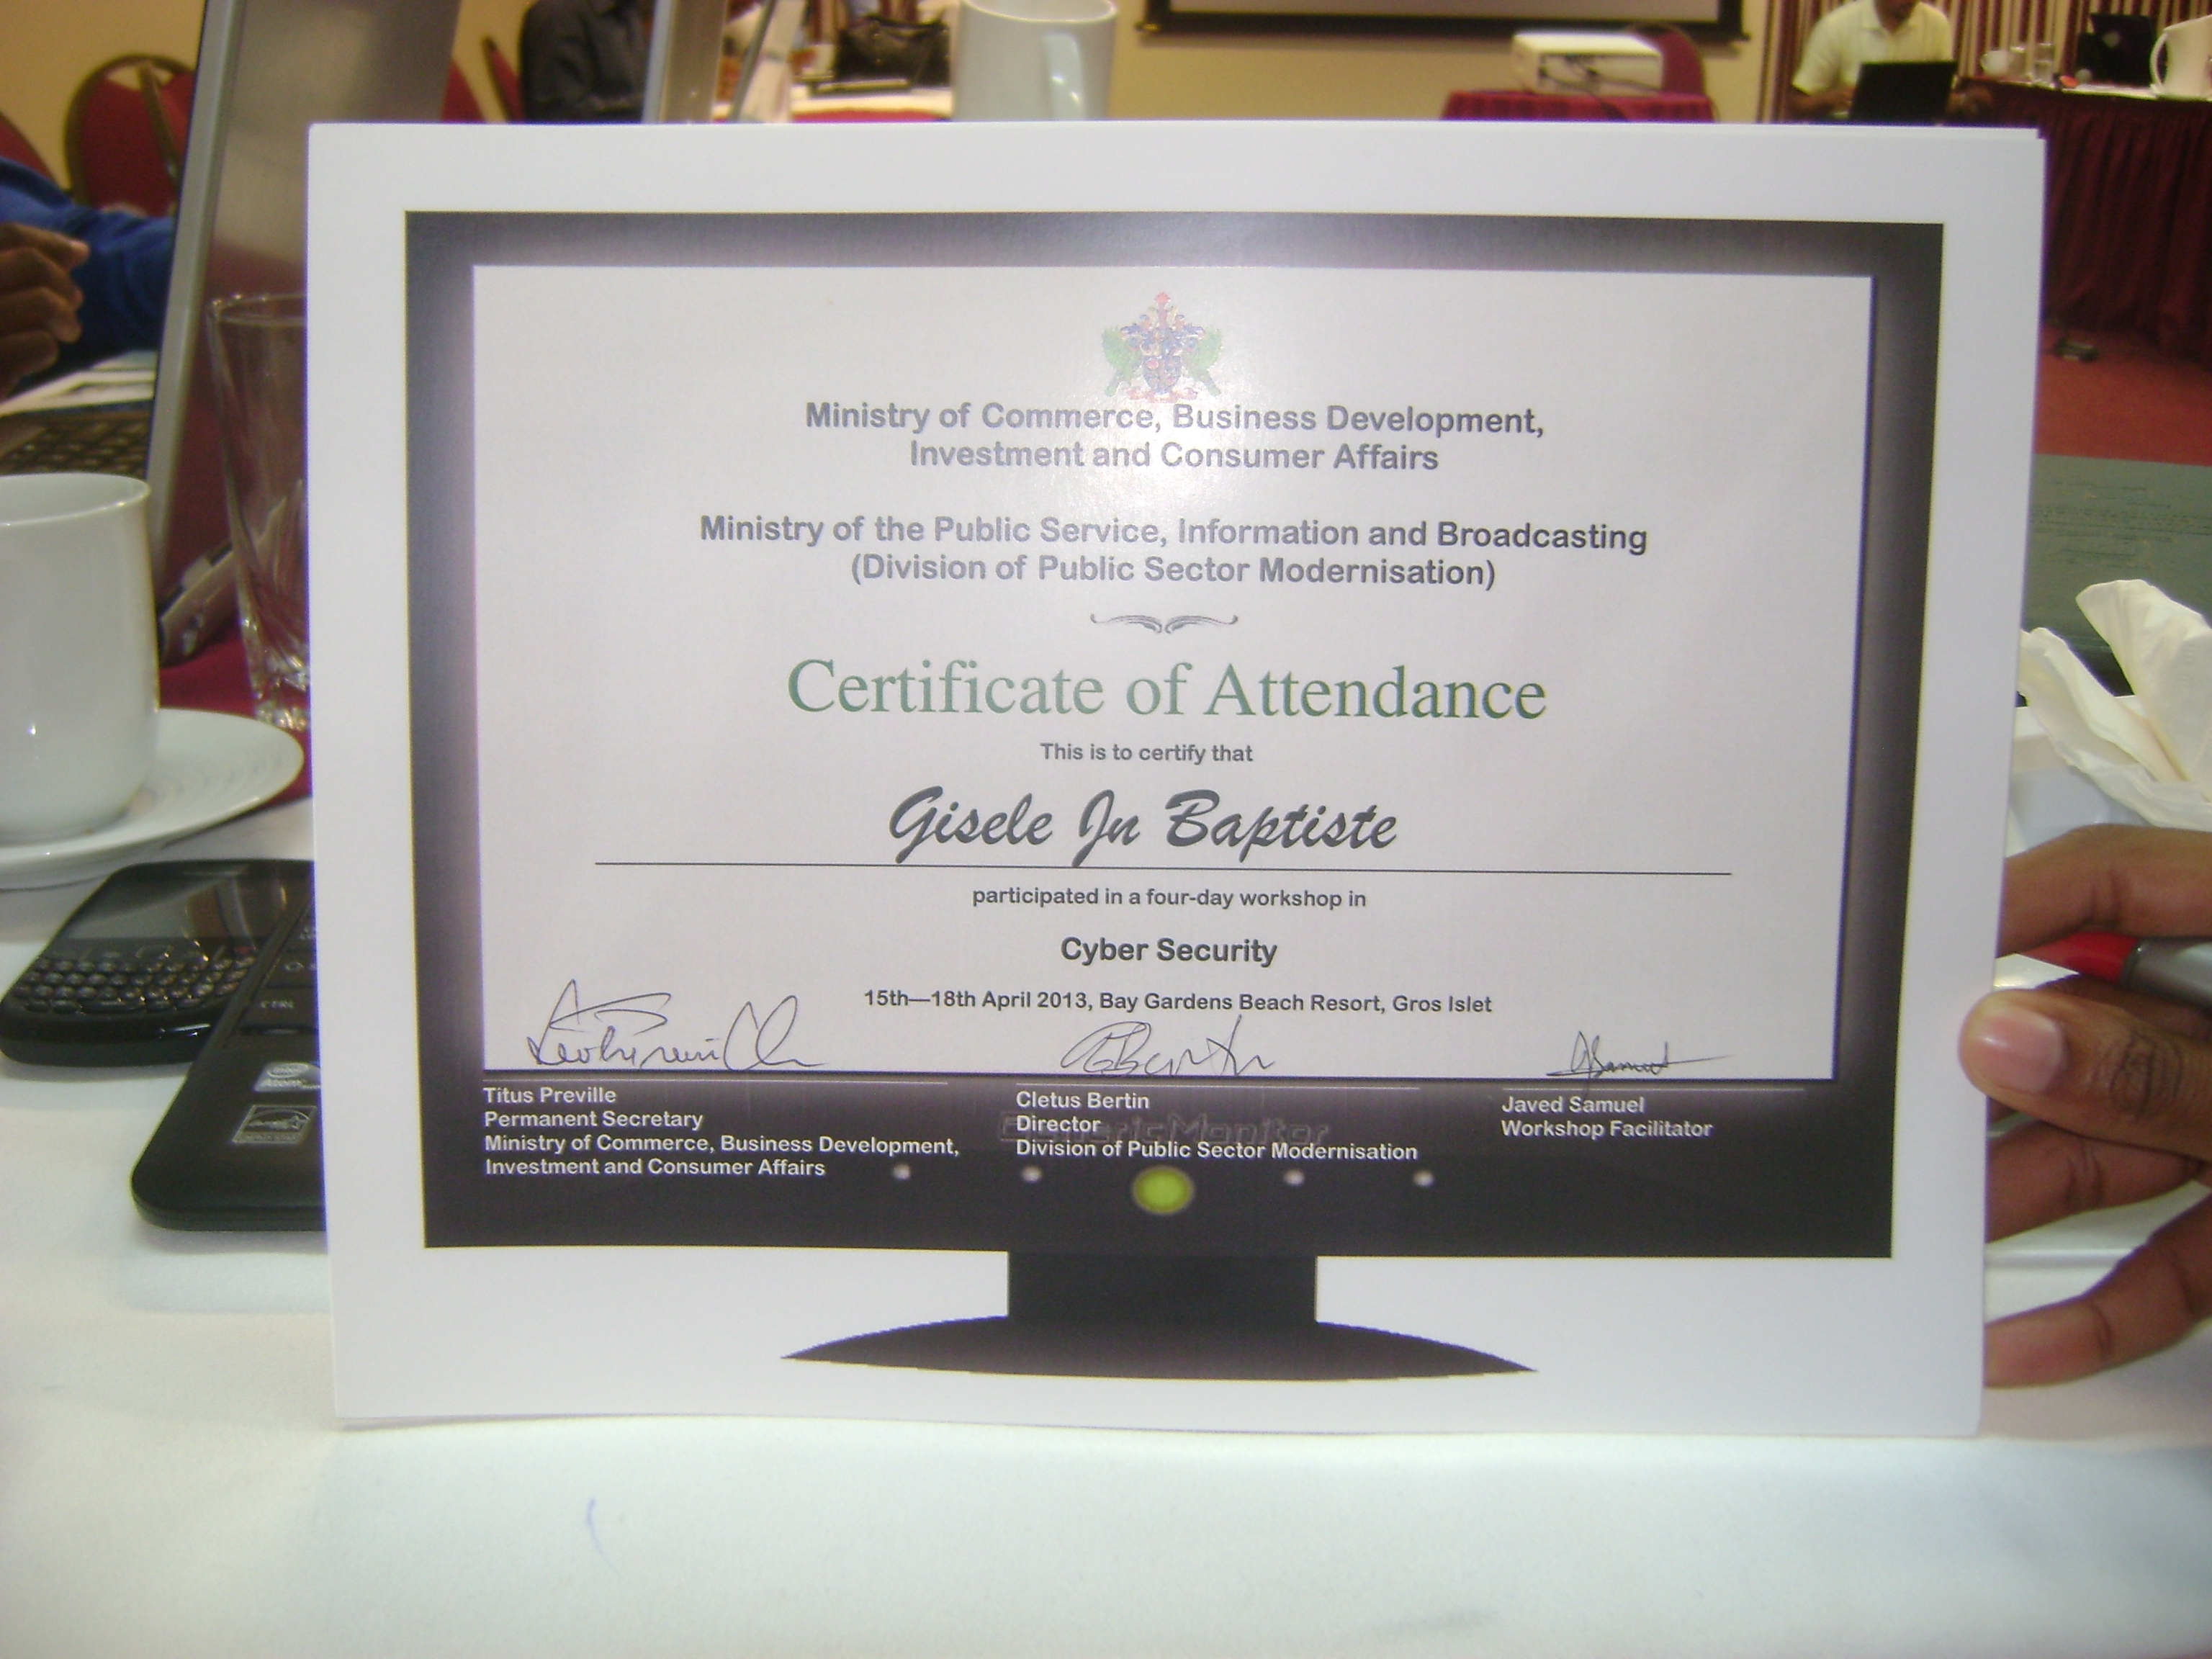 Ministry of Commerce, Business Development,
Investment and Consumer Affairs
Ministry of the Public Service, Information and Broadcasting
(Division of Public Sector Modernisation)
Certificate of Attendance
This is to certify that
Gisele Jn Baptiste
participated in a four-day workshop in
Cyber Security
15th—18th April 2013, Bay Gardens Beach Resort, Gros Islet
Titus Preville
Permanent Secretary
Ministry of Commerce, Business Development,
Investment and Consumer Affairs
Cletus Bertin
Director
Division of Public Sector Modernisation
Javed Samuel
Workshop Facilitator
GenericMonitor
CTRL
intel
Atom